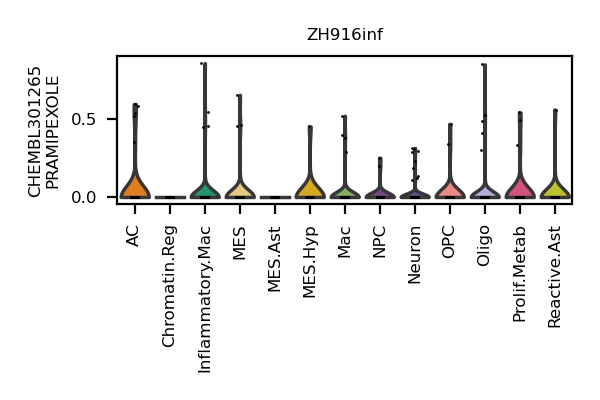 ZH916inf
CHEMBL301265
PRAMIPEXOLE
0.5
0.0
AC
Chromatin.Reg
Inflammatory.Mac
MES
MES.Ast
MES.Hyp
Mac
NPC
Neuron
OPC
Oligo
Prolif.Metab
Reactive.Ast